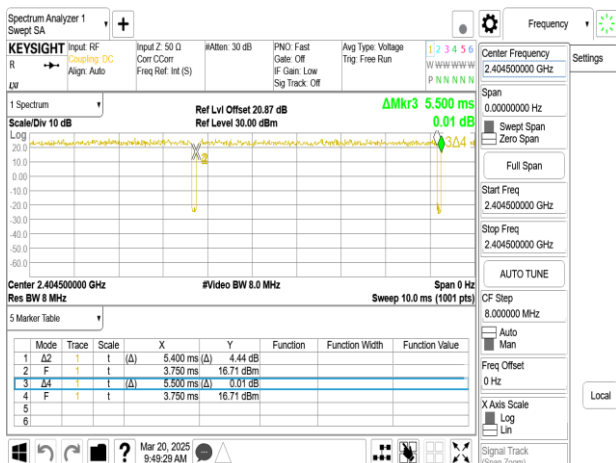 Spectrum Analyzer 1
Swept SA
Frequency
KEYSIGHT Input: RF
R Coupling: DC
Align: Auto
LXI
Input Z: 50 Ω
Corr CCorr
Freq Ref: Int (S)
#Atten: 30 dB
PNO: Fast
Gate: Off
IF Gain: Low
Sig Track: Off
Avg Type: Voltage
Trig: Free Run
1 2 3 4 5 6
W W W W W W
P N N N N N
1 Spectrum
Scale/Div 10 dB
Ref Lvl Offset 20.87 dB
Ref Level 30.00 dBm
ΔMkr3 5.500 ms
0.01 dB
Log
20.0
10.0
0.00
-10.0
-20.0
-30.0
-40.0
-50.0
-60.0
3Δ4
Center 2.404500000 GHz
Res BW 8 MHz
#Video BW 8.0 MHz
Span 0 Hz
Sweep 10.0 ms (1001 pts)
5 Marker Table
Mode Trace Scale X Y Function Function Width Function Value
1 Δ2 1 t (Δ) 5.400 ms (Δ) 4.44 dB
2 F 1 t 3.750 ms 16.71 dBm
3 Δ4 1 t (Δ) 5.500 ms (Δ) 0.01 dB
4 F 1 t 3.750 ms 16.71 dBm
5
6
Mar 20, 2025
9:49:29 AM
Center Frequency
2.404500000 GHz
Span
0.00000000 Hz
Swept Span
Zero Span
Full Span
Start Freq
2.404500000 GHz
Stop Freq
2.404500000 GHz
AUTO TUNE
CF Step
8.000000 MHz
Auto
Man
Freq Offset
0 Hz
X Axis Scale
Log
Lin
Signal Track
(Span Zoom)
Settings
Local